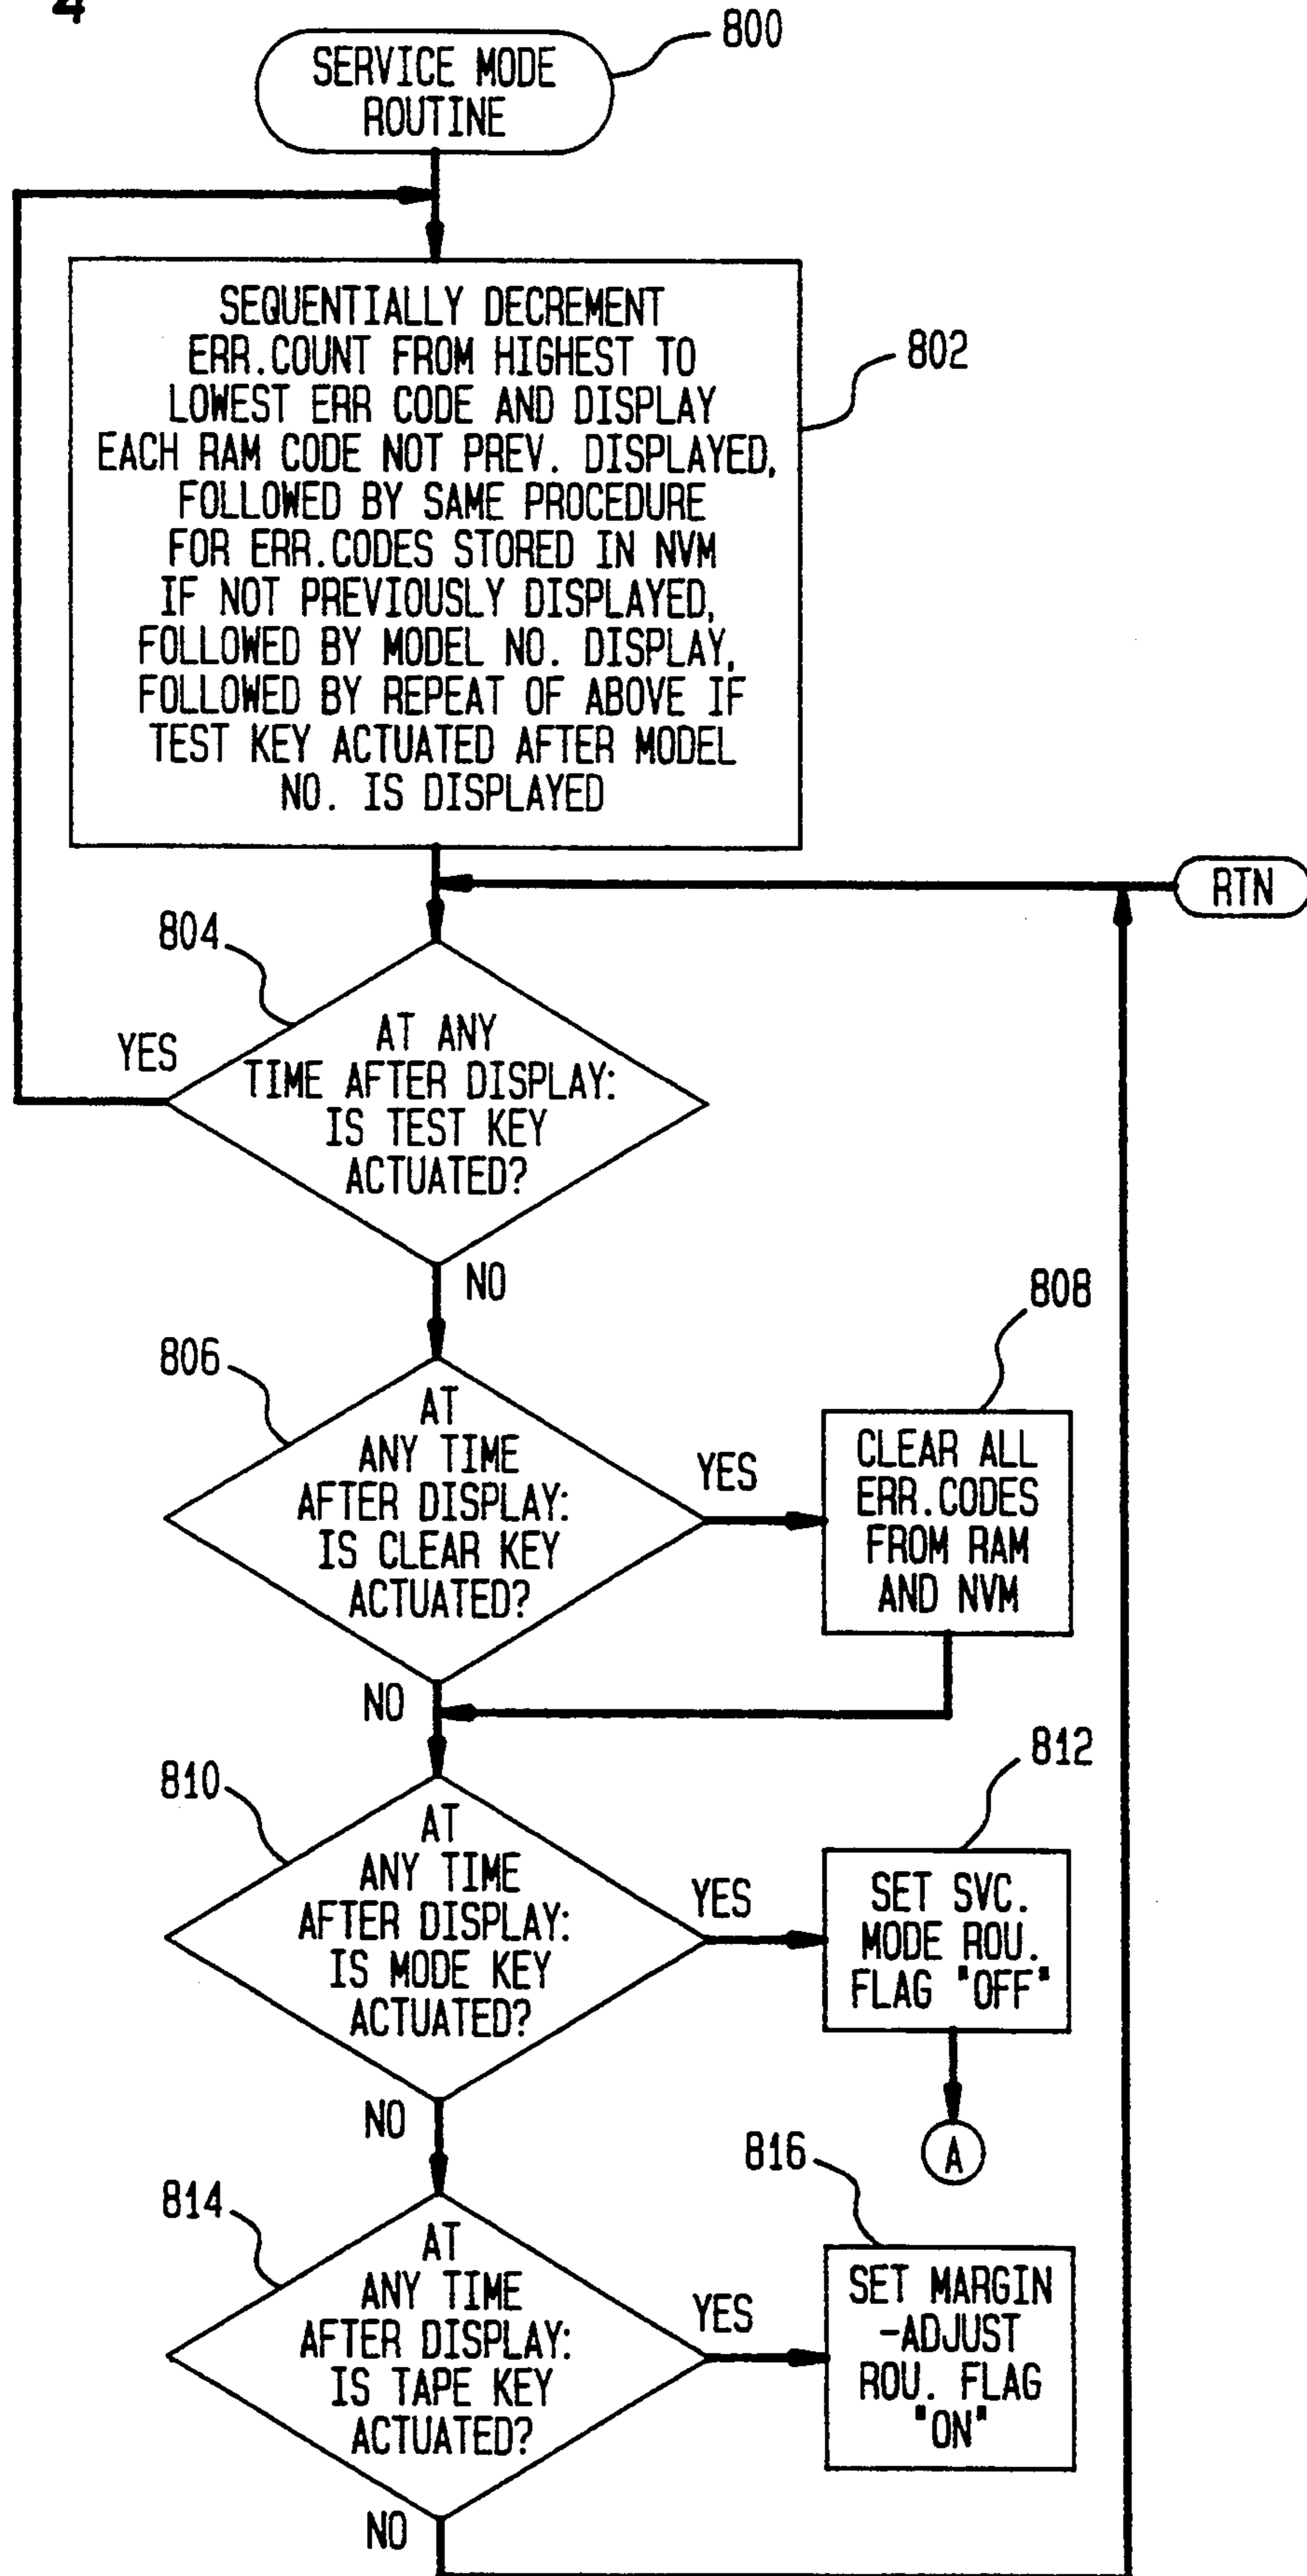 4
800
SERVICE MODE
ROUTINE
802
SEQUENTIALLY DECREMENT
ERR.COUNT FROM HIGHEST TO
LOWEST ERR CODE AND DISPLAY
EACH RAM CODE NOT PREV. DISPLAYED,
FOLLOWED BY SAME PROCEDURE
FOR ERR.CODES STORED IN NVM
IF NOT PREVIOUSLY DISPLAYED,
FOLLOWED BY MODEL NO. DISPLAY,
FOLLOWED BY REPEAT OF ABOVE IF
TEST KEY ACTUATED AFTER MODEL
NO. IS DISPLAYED
RTN
804
YES
AT ANY
TIME AFTER DISPLAY:
IS TEST KEY
ACTUATED?
NO
806
AT
ANY TIME
AFTER DISPLAY:
IS CLEAR KEY
ACTUATED?
YES
808
CLEAR ALL
ERR.CODES
FROM RAM
AND NVM
NO
810
AT
ANY TIME
AFTER DISPLAY:
IS MODE KEY
ACTUATED?
YES
812
SET SVC.
MODE ROU.
FLAG "OFF"
A
NO
814
AT
ANY TIME
AFTER DISPLAY:
IS TAPE KEY
ACTUATED?
YES
816
SET MARGIN
-ADJUST
ROU. FLAG
"ON"
NO